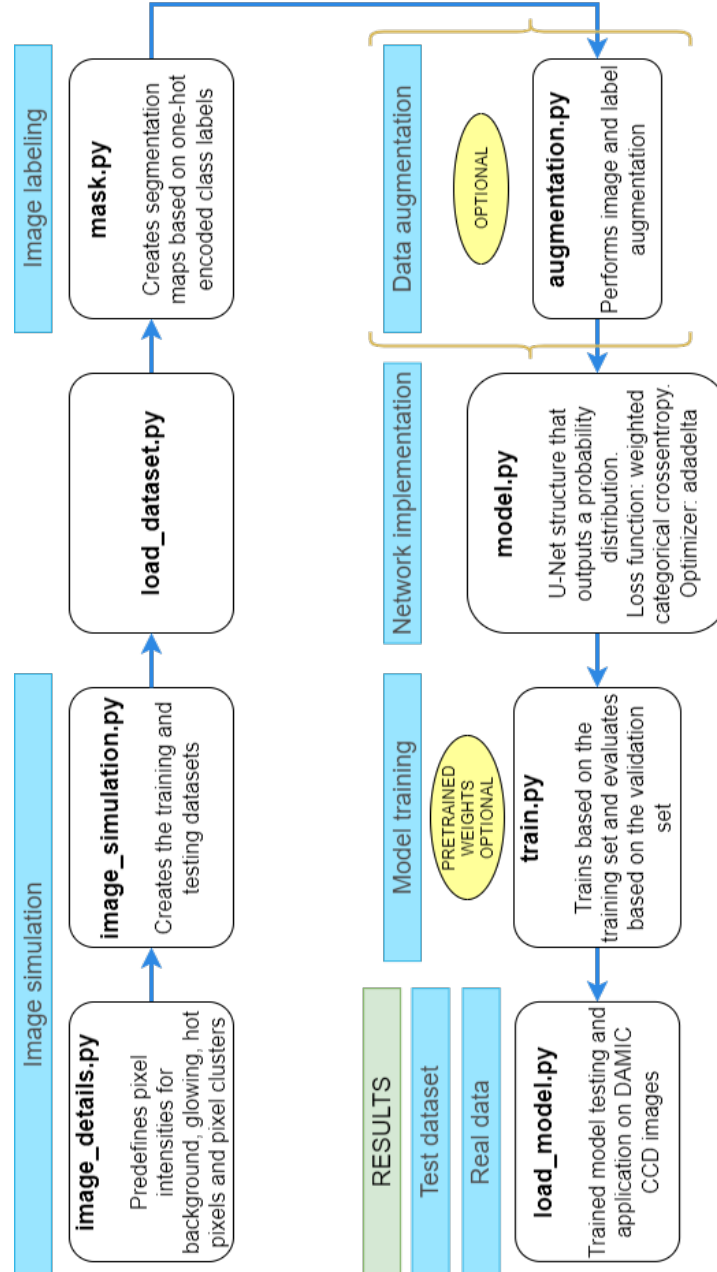 Image simulation
image_details.py
Predefines pixel
intensities for
background, glowing, hot
pixels and pixel clusters
image_simulation.py
Creates the training and
testing datasets
load_dataset.py
Image labeling
mask.py
Creates segmentation
maps based on one-hot
encoded class labels
Data augmentation
OPTIONAL
augmentation.py
Performs image and label
augmentation
Network implementation
model.py
U-Net structure that
outputs a probability
distribution.
Loss function: weighted
categorical crossentropy.
Optimizer: adadelta
Model training
PRETRAINED
WEIGHTS
OPTIONAL
train.py
Trains based on the
training set and evaluates
based on the validation
set
RESULTS
Test dataset
Real data
load_model.py
Trained model testing and
application on DAMIC
CCD images